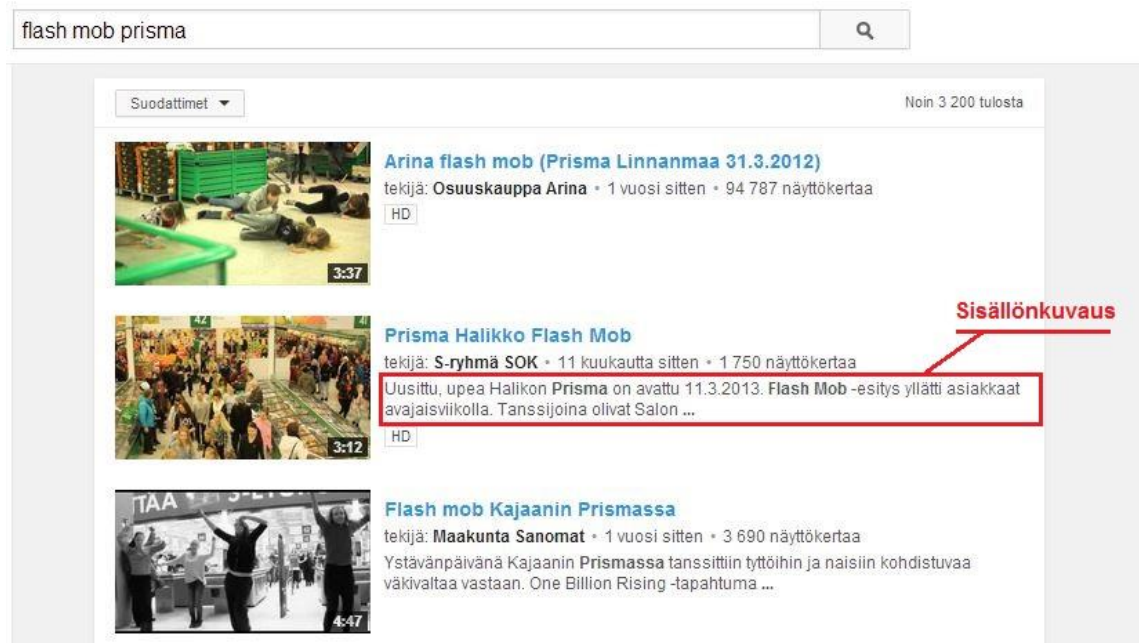 flash mob prisma
Suodattimet
Noin 3 200 tulosta
Arina flash mob (Prisma Linnanmaa 31.3.2012)
tekijä: Osuuskauppa Arina • 1 vuosi sitten • 94 787 näyttökertaa
HD
3:37
Sisällönkuvaus
42
41
Prisma Halikko Flash Mob
tekijä: S-ryhmä SOK • 11 kuukautta sitten • 1 750 näyttökertaa
Uusittu, upea Halikon Prisma on avattu 11.3.2013. Flash Mob -esitys yllätti asiakkaat
avajaisviikolla. Tanssijoina olivat Salon ...
HD
3:12
TTAA
Flash mob Kajaanin Prismassa
tekijä: Maakunta Sanomat • 1 vuosi sitten • 3 690 näyttökertaa
Ystävänpäivänä Kajaanin Prismassa tanssittiin tyttöihin ja naisiin kohdistuvaa
väkivaltaa vastaan. One Billion Rising -tapahtuma ...
4:47